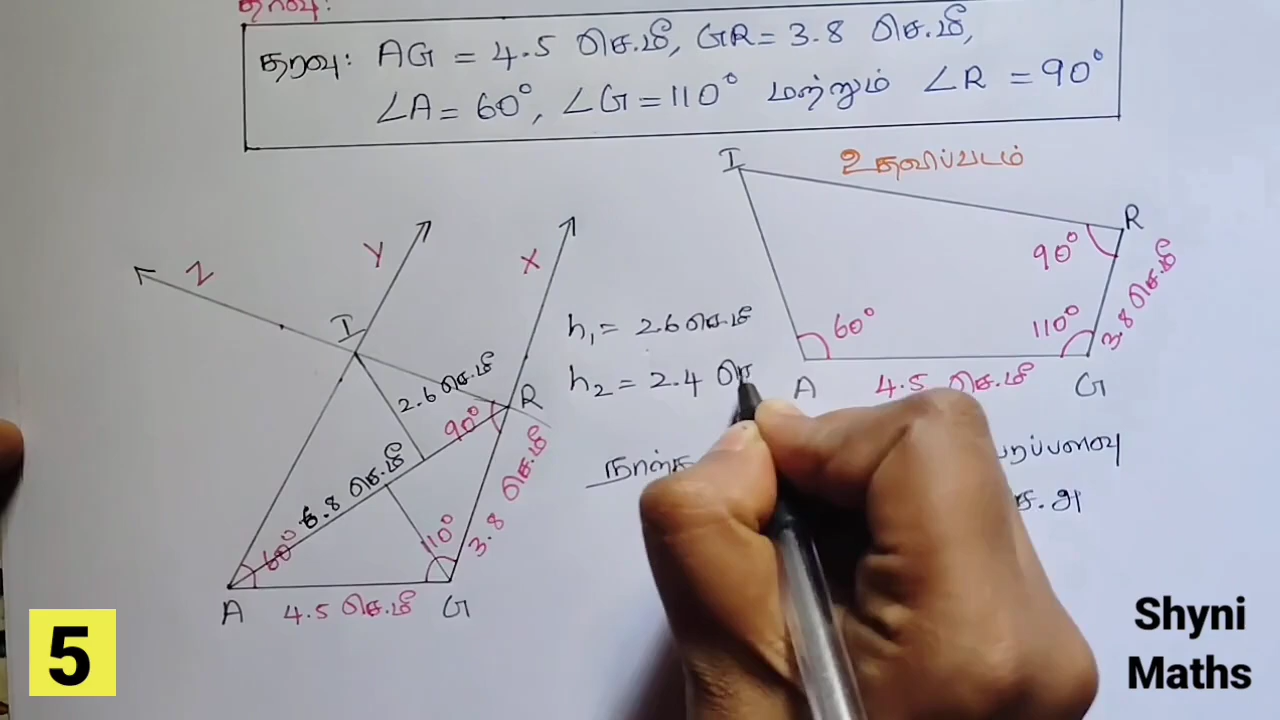 தரவு:
தரவு: AG = 4.5 செ.மீ, GR = 3.8 செ.மீ,
∠A = 60°, ∠G = 110° மற்றும் ∠R = 90°
உதவிப்படம்
I
R
90°
60°
110°
3.8 செ.மீ
A
4.5 செ.மீ
G
Z
Y
X
I
2.6 செ.மீ
R
90°
6.8 செ.மீ
60°
110°
3.8 செ.மீ
A
4.5 செ.மீ
G
h₁ = 2.6 செ.மீ
h₂ = 2.4 செ
5
Shyni
Maths